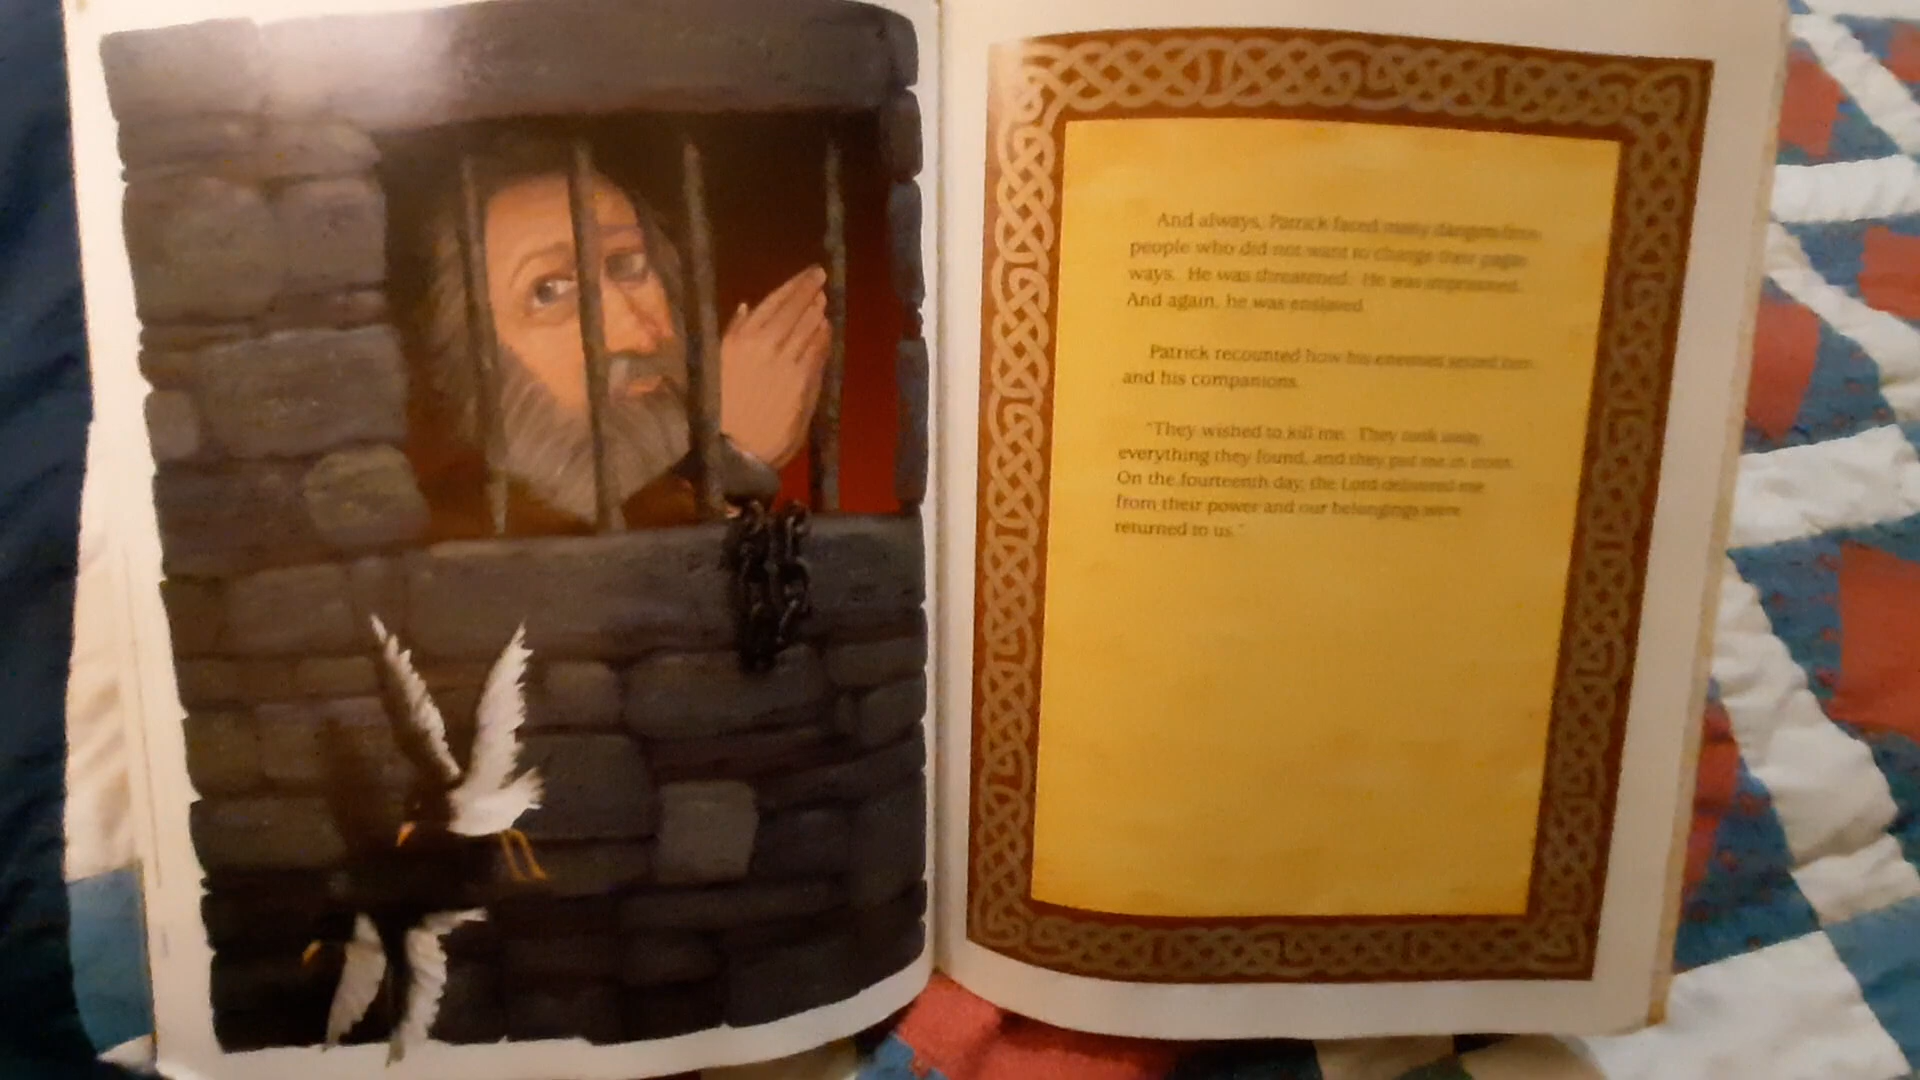 And always, Patrick faced many dangers from
people who did not want to change their pagan
ways. He was threatened. He was imprisoned.
And again, he was enslaved.
Patrick recounted how his enemies seized him
and his companions.
"They wished to kill me. They took away
everything they found, and they put me in irons.
On the fourteenth day, the Lord delivered me
from their power and our belongings were
returned to us."